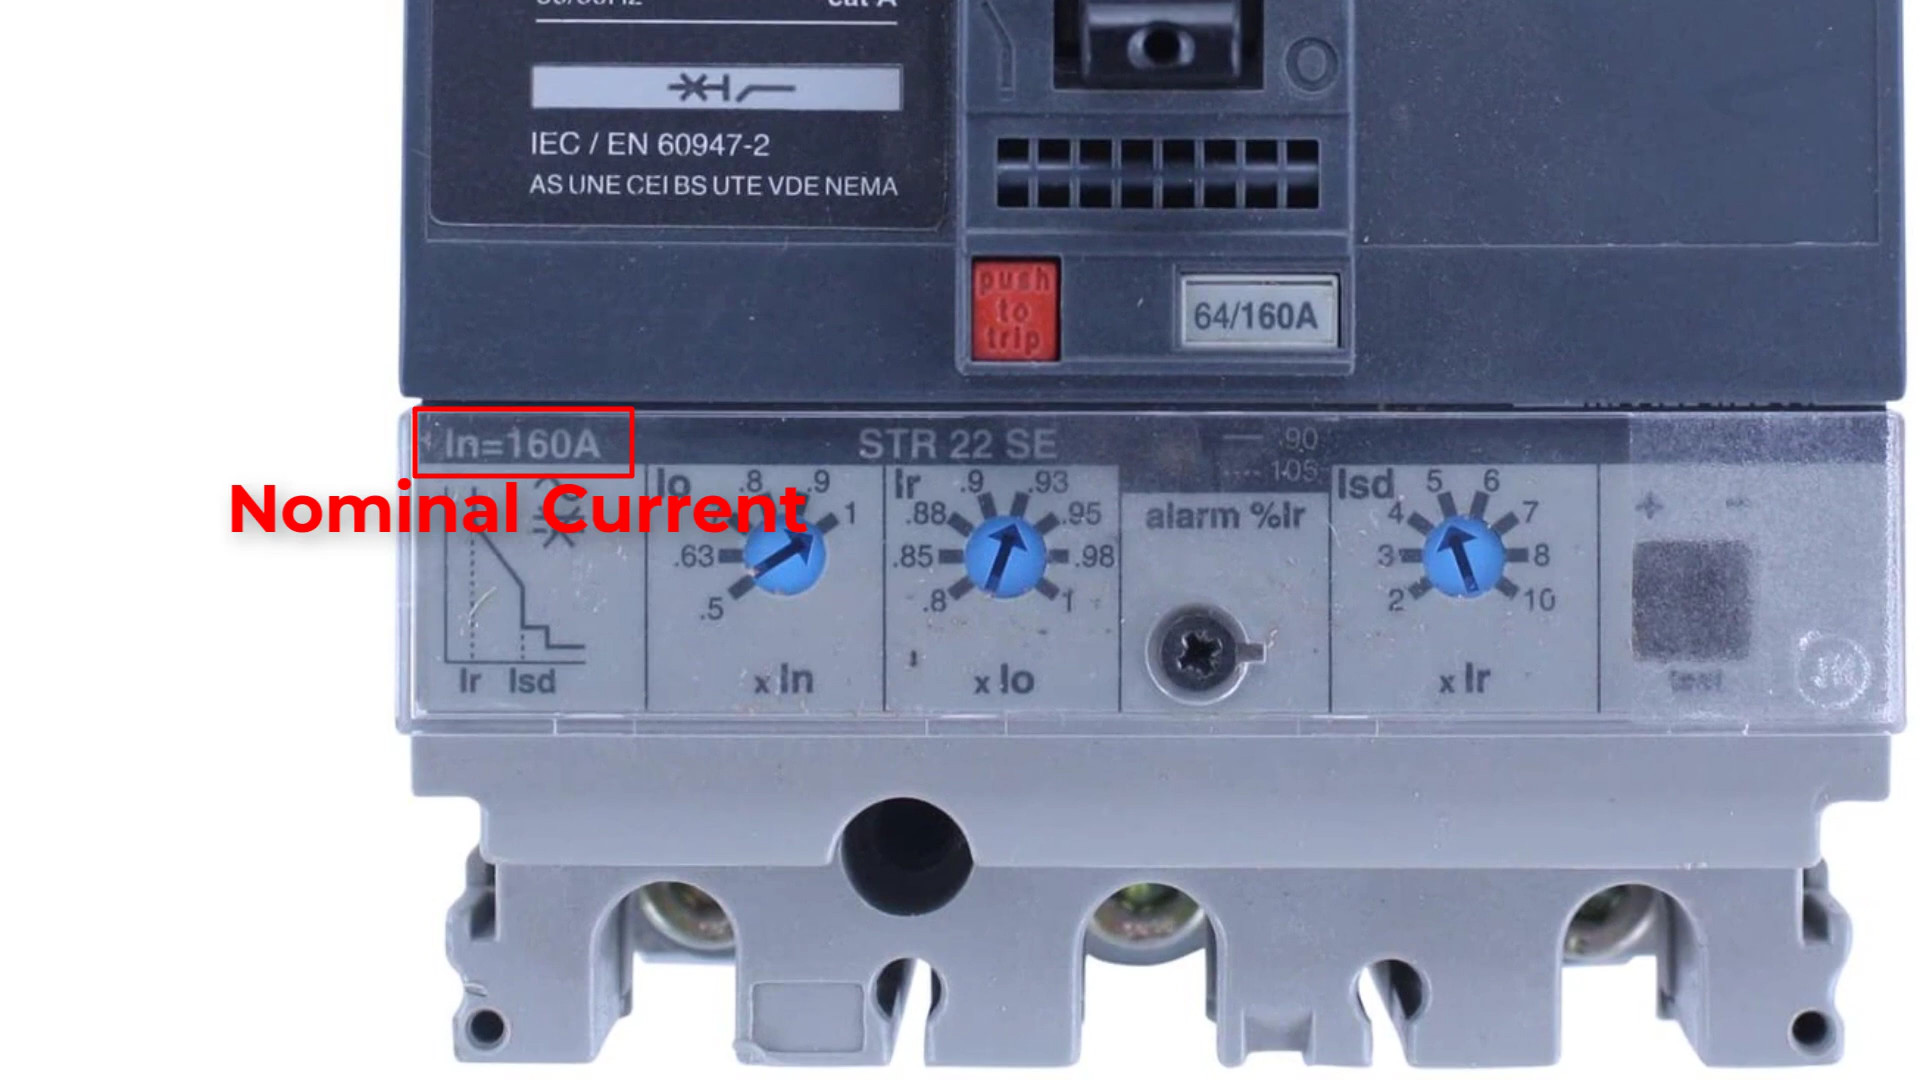 cat A
IEC / EN 60947-2
AS UNE CEI BS UTE VDE NEMA
push
to
trip
64/160A
In=160A
STR 22 SE
.90
105
Nominal Current
Io
.8
.9
1
.63
.5
x In
Ir
.9
.93
.88
.95
.85
.98
.8
1
x Io
alarm %Ir
Isd
5
6
4
7
3
8
2
10
x Ir
+
-
test
Ir
Isd